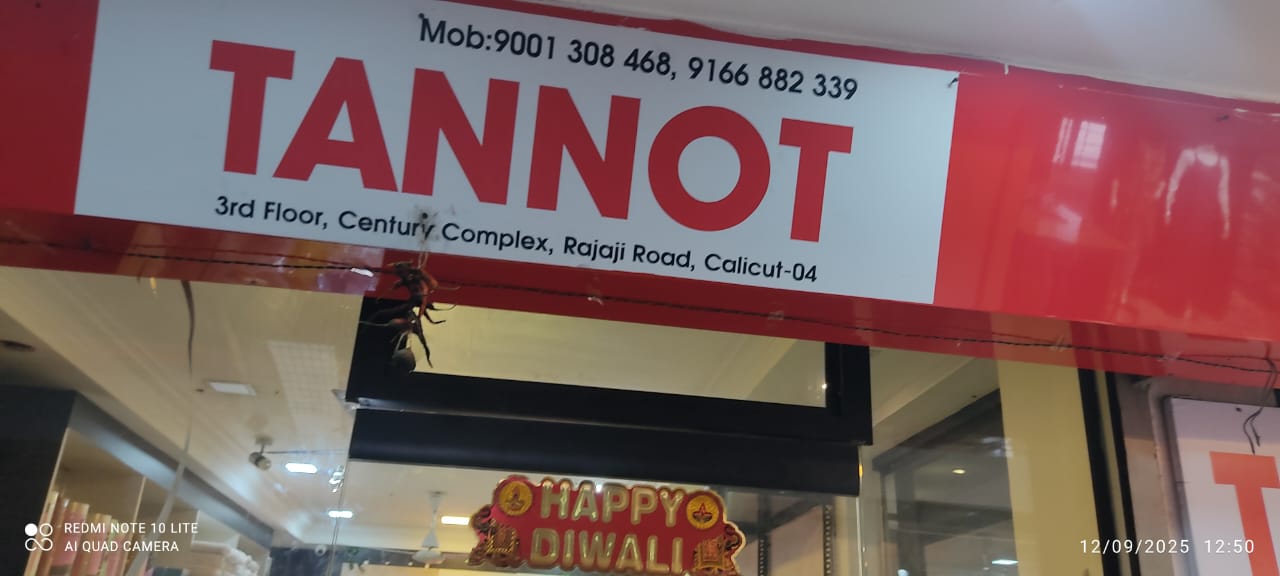 Mob:9001 308 468, 9166 882 339
TANNOT
3rd Floor, Century Complex, Rajaji Road, Calicut-04
HAPPY
DIWALI
T
REDMI NOTE 10 LITE
AI QUAD CAMERA
12/09/2025 12:50